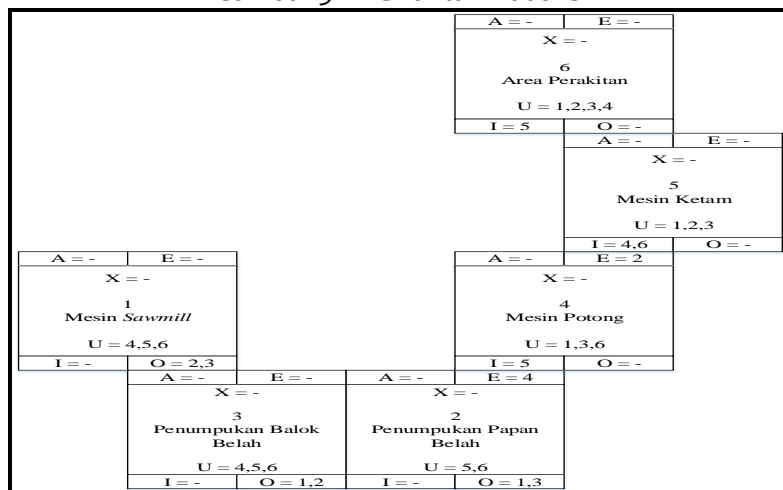 A = - E = -
X = -
6
Area Perakitan
U = 1,2,3,4
I = 5 O = -
A = - E = -
X = -
5
Mesin Ketam
U = 1,2,3
I = 4,6 O = -
A = - E = -
X = -
1
Mesin Sawmill
U = 4,5,6
I = - O = 2,3
A = - E = 2
X = -
4
Mesin Potong
U = 1,3,6
I = 5 O = -
A = - E = -
X = -
3
Penumpukan Balok
Belah
U = 4,5,6
I = - O = 1,2
A = - E = 4
X = -
2
Penumpukan Papan
Belah
U = 5,6
I = - O = 1,3